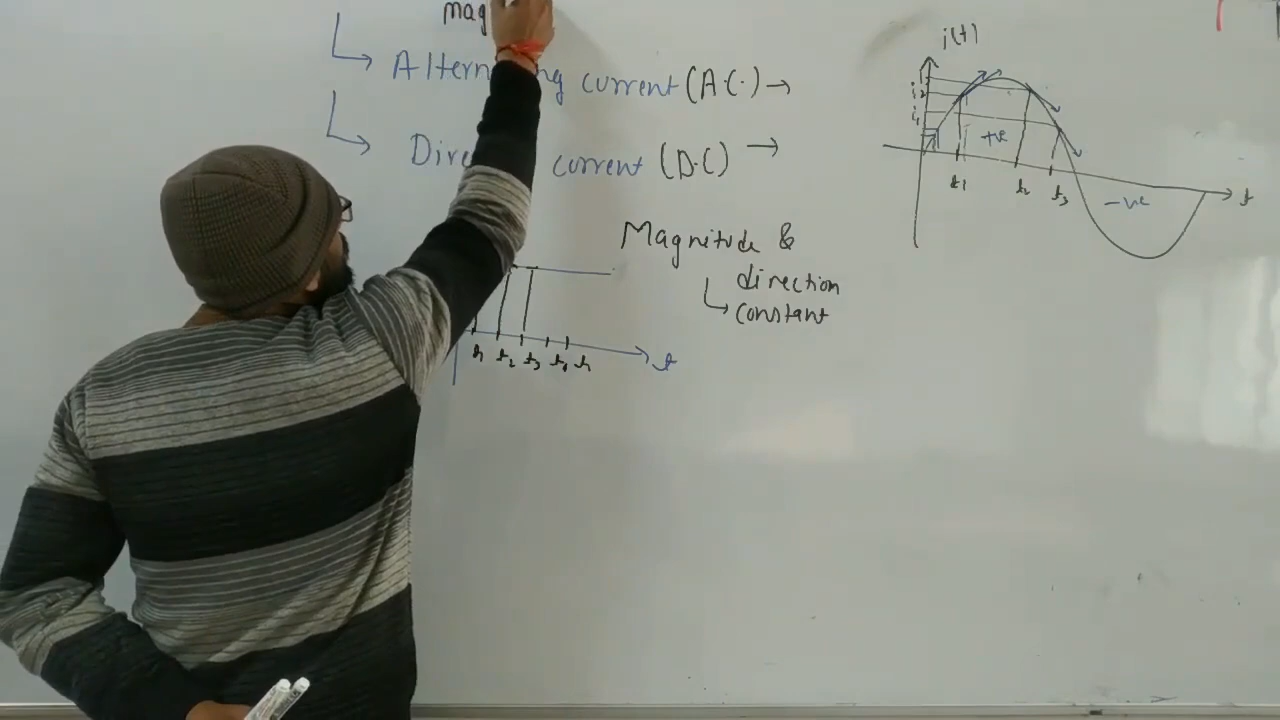 mag
i(t)
Alternating current (A.C.) →
i2
i1
+ve
Direct current (D.C) →
t1 t2 t3
-ve
t
Magnitude &
direction
constant
t1 t2 t3 t4
t